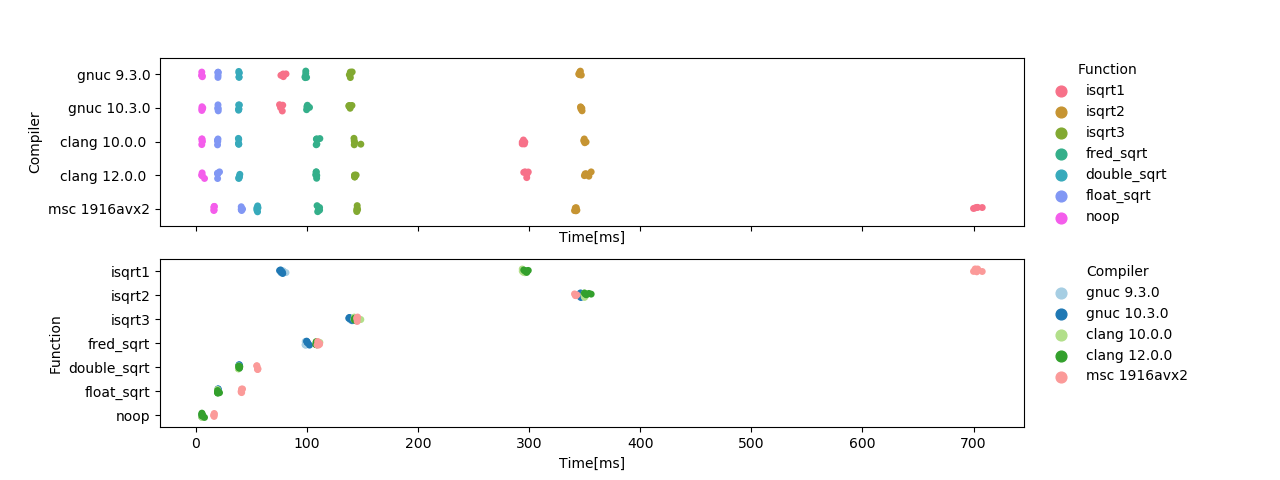 Compiler
gnuc 9.3.0
gnuc 10.3.0
clang 10.0.0
clang 12.0.0
msc 1916avx2
Time[ms]
Function
isqrt1
isqrt2
isqrt3
fred_sqrt
double_sqrt
float_sqrt
noop
Function
isqrt1
isqrt2
isqrt3
fred_sqrt
double_sqrt
float_sqrt
noop
0 100 200 300 400 500 600 700
Time[ms]
Compiler
gnuc 9.3.0
gnuc 10.3.0
clang 10.0.0
clang 12.0.0
msc 1916avx2